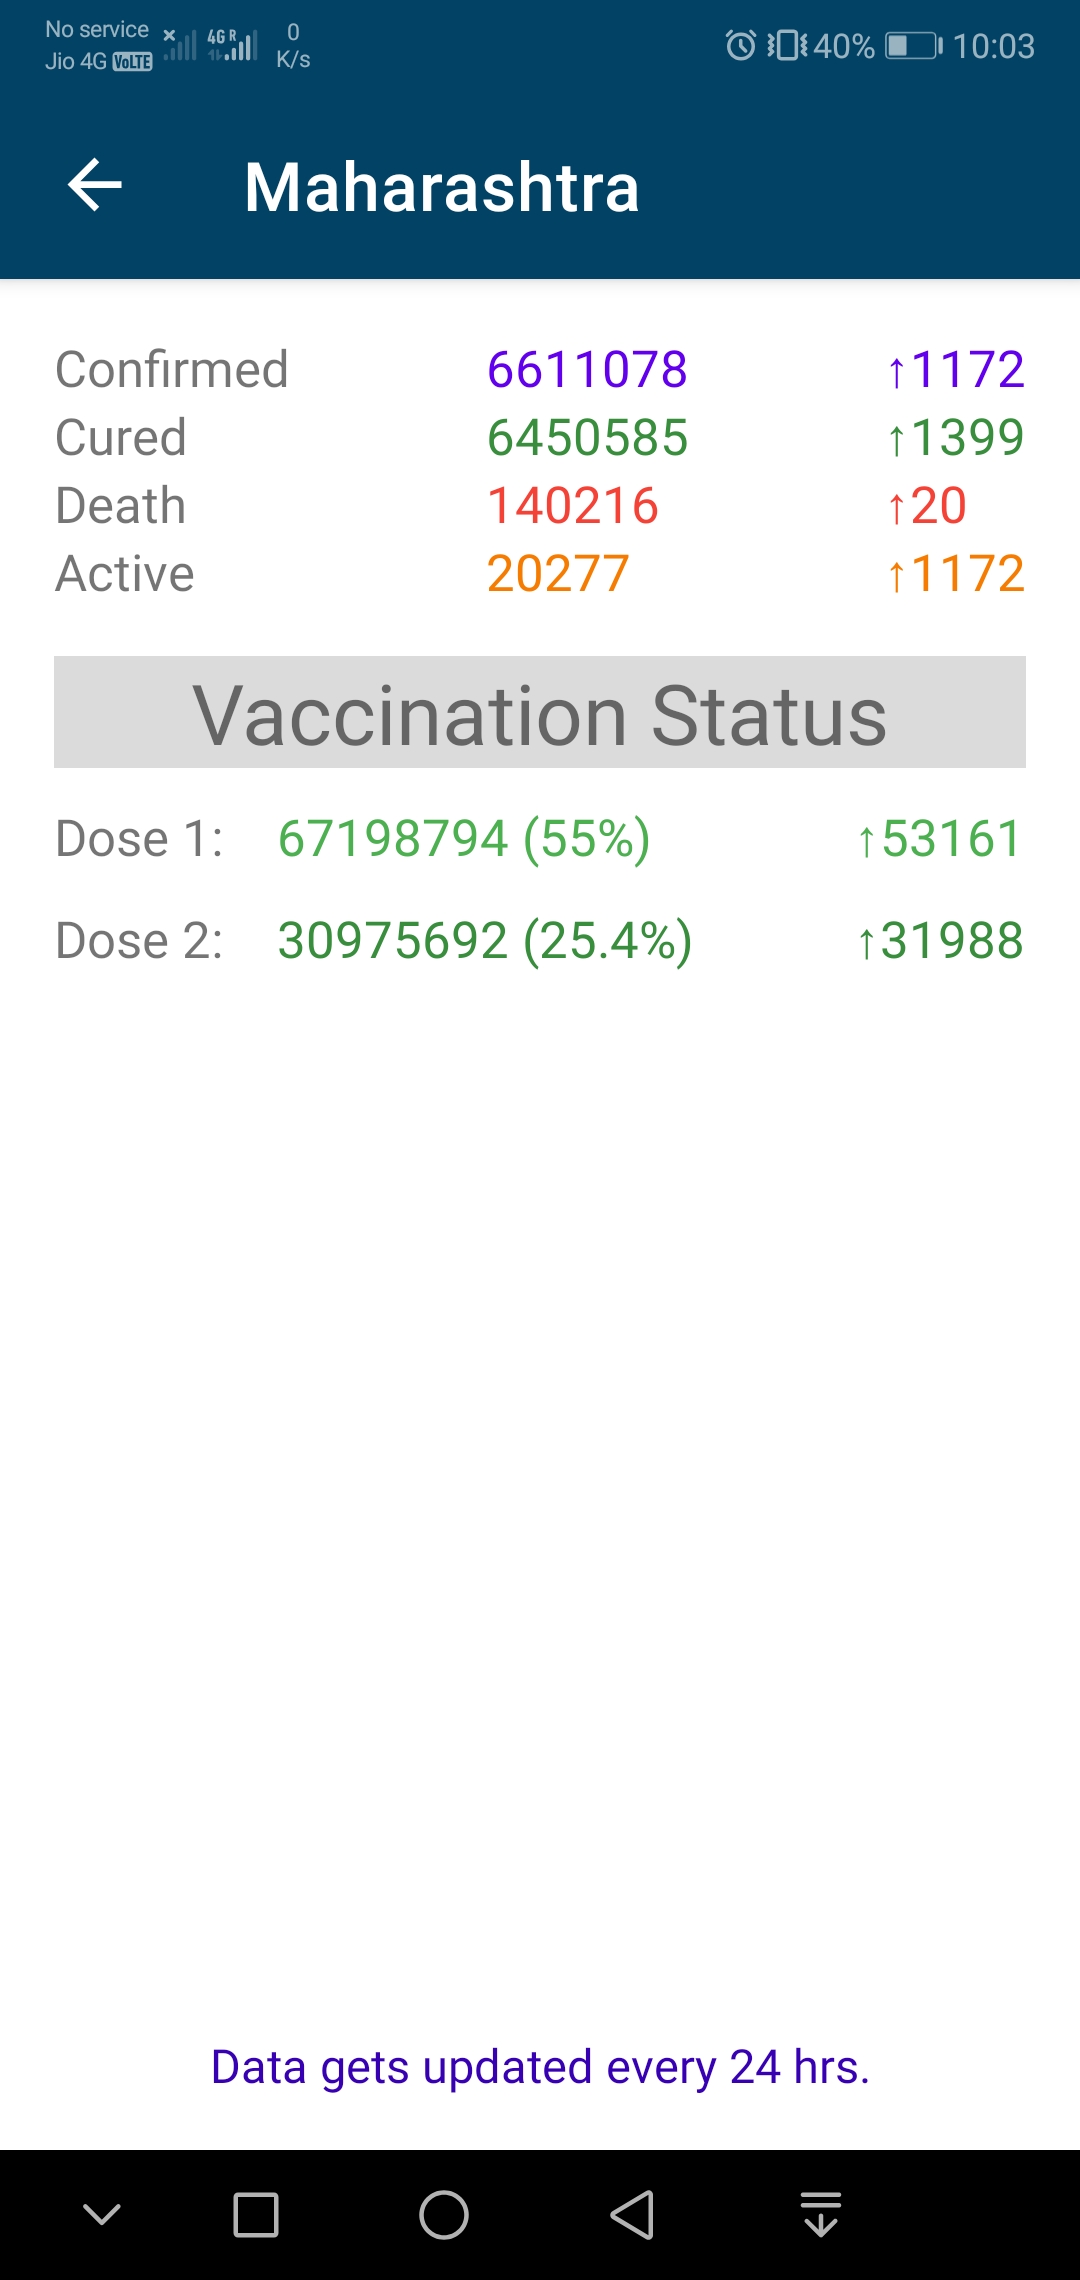 No service
Jio 4G VoLTE
4G R
0
K/s
40%
10:03
Maharashtra
Confirmed 6611078 ↑1172
Cured 6450585 ↑1399
Death 140216 ↑20
Active 20277 ↑1172
Vaccination Status
Dose 1: 67198794 (55%) ↑53161
Dose 2: 30975692 (25.4%) ↑31988
Data gets updated every 24 hrs.